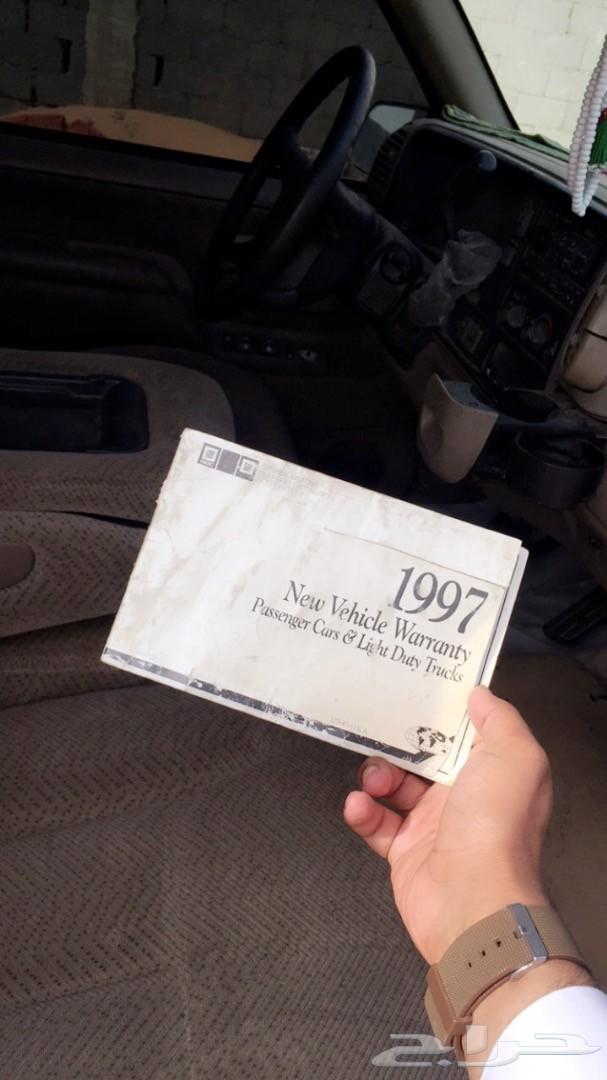 1997
New Vehicle Warranty
Passenger Cars & Light Duty Trucks
حراج